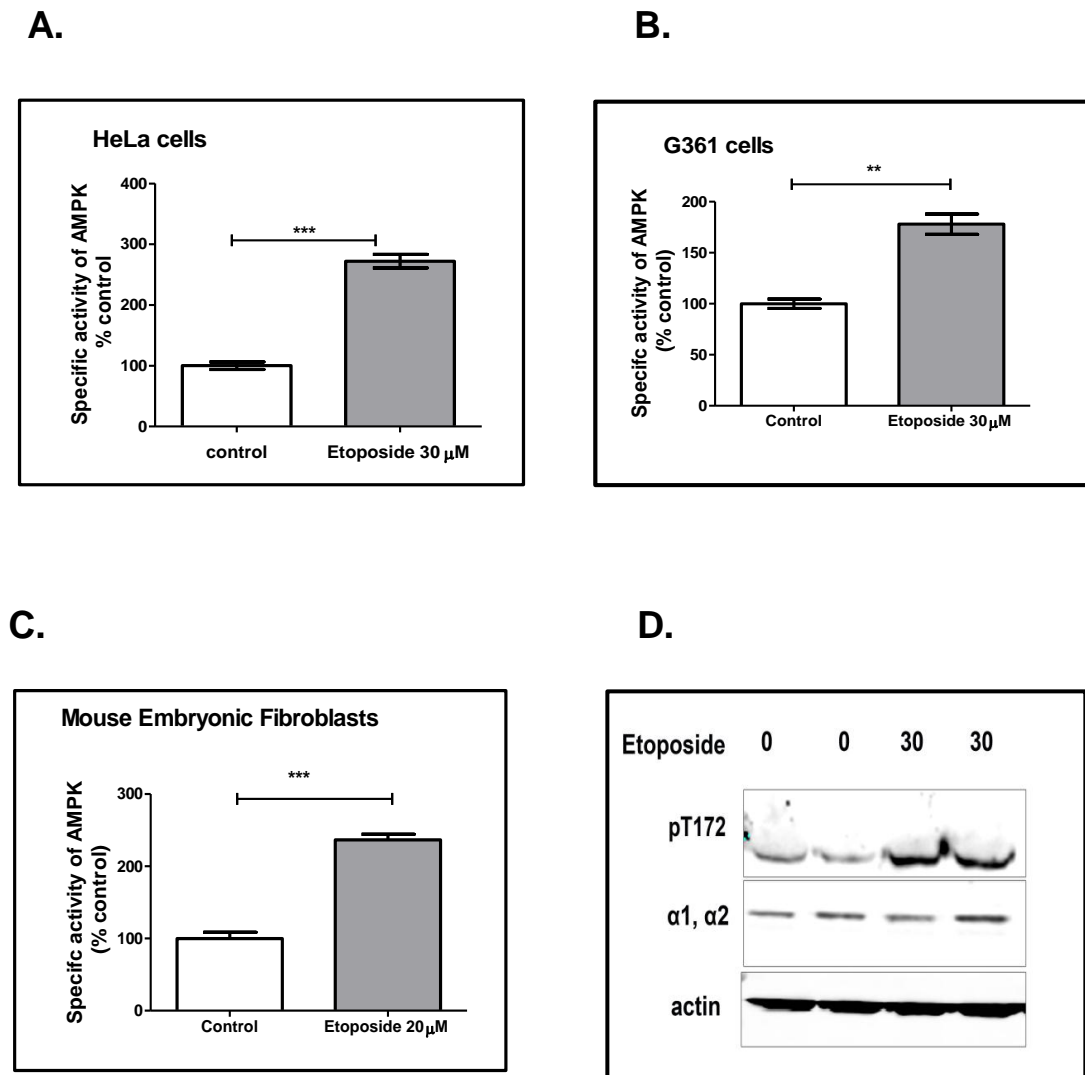 A.
HeLa cells
Specific activity of AMPK
% control
400
300
200
100
0
***
control
Etoposide 30 μM
B.
G361 cells
Specifc activity of AMPK
(% control)
200
150
100
50
0
**
Control
Etoposide 30μM
C.
Mouse Embryonic Fibroblasts
Specifc activity of AMPK
(% control)
300
200
100
0
***
Control
Etoposide 20μM
D.
Etoposide 0 0 30 30
pT172
α1, α2
actin